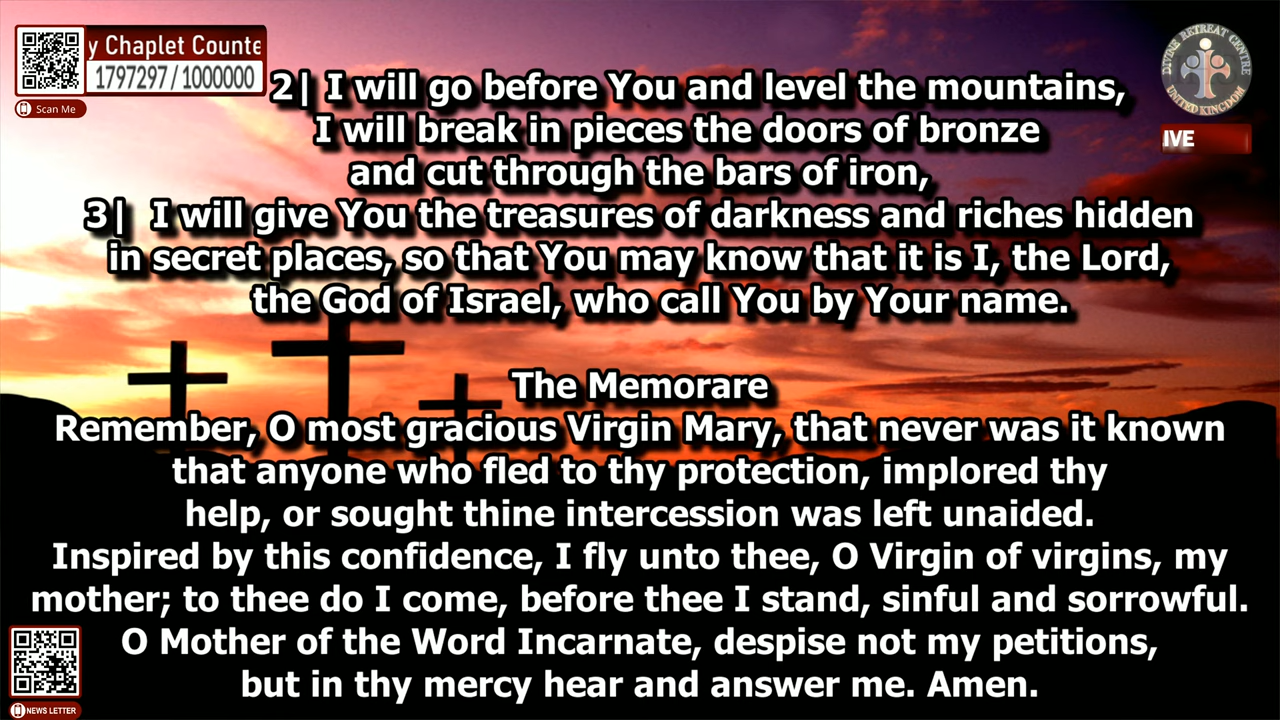 y Chaplet Counte
1797297/1000000
Scan Me
DIVINE RETREAT CENTRE
UNITED KINGDOM
IVE
2| I will go before You and level the mountains,
I will break in pieces the doors of bronze
and cut through the bars of iron,
3| I will give You the treasures of darkness and riches hidden
in secret places, so that You may know that it is I, the Lord,
the God of Israel, who call You by Your name.
The Memorare
Remember, O most gracious Virgin Mary, that never was it known
that anyone who fled to thy protection, implored thy
help, or sought thine intercession was left unaided.
Inspired by this confidence, I fly unto thee, O Virgin of virgins, my
mother; to thee do I come, before thee I stand, sinful and sorrowful.
O Mother of the Word Incarnate, despise not my petitions,
but in thy mercy hear and answer me. Amen.
NEWS LETTER